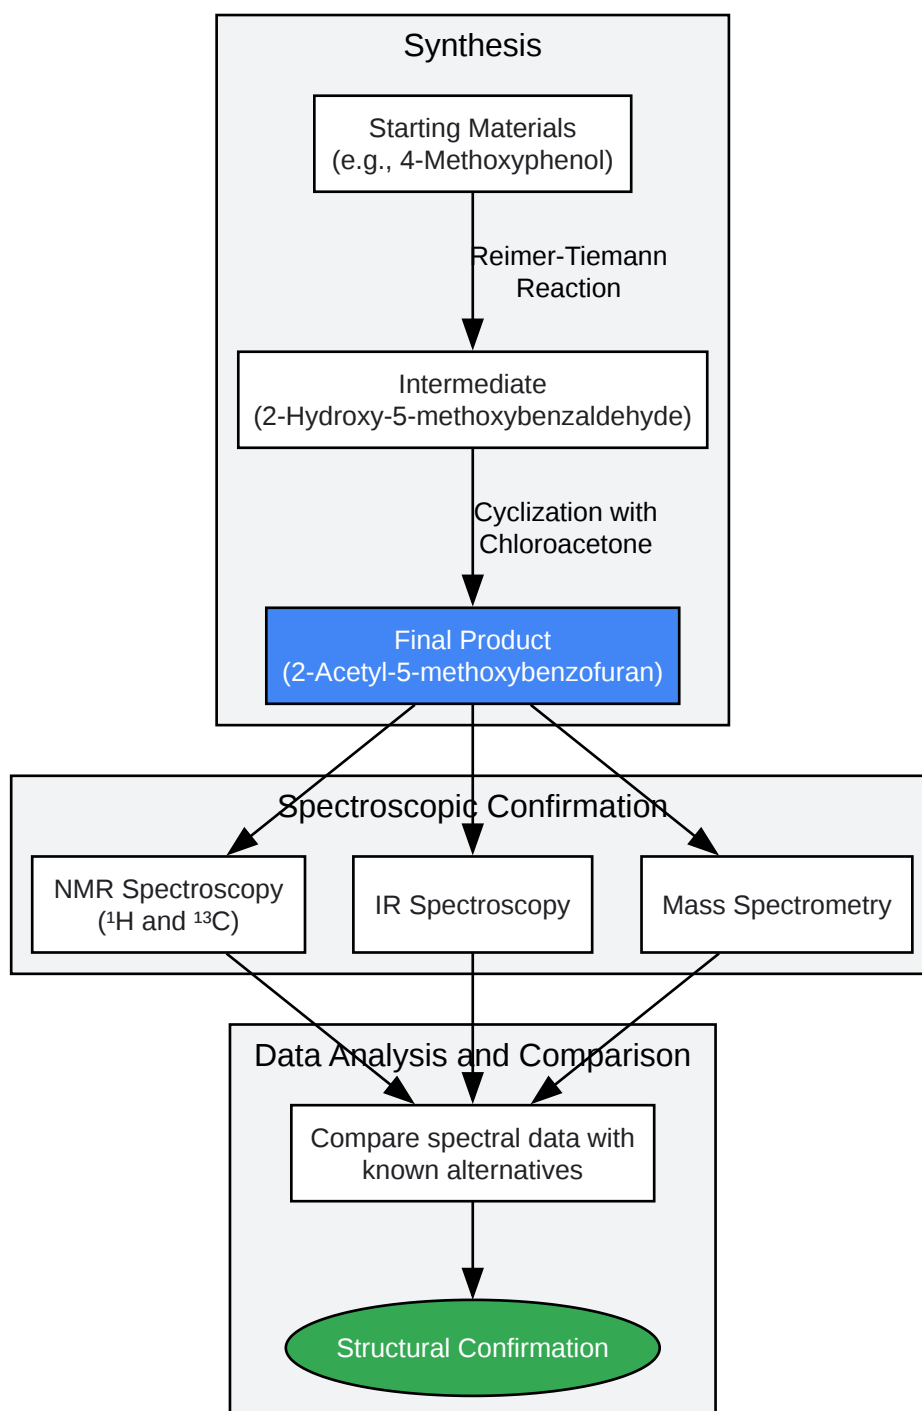 Synthesis
Starting Materials
(e.g., 4-Methoxyphenol)
Reimer-Tiemann
Reaction
Intermediate
(2-Hydroxy-5-methoxybenzaldehyde)
Cyclization with
Chloroacetone
Final Product
(2-Acetyl-5-methoxybenzofuran)
Spectroscopic Confirmation
NMR Spectroscopy
(¹H and ¹³C)
IR Spectroscopy
Mass Spectrometry
Data Analysis and Comparison
Compare spectral data with
known alternatives
Structural Confirmation